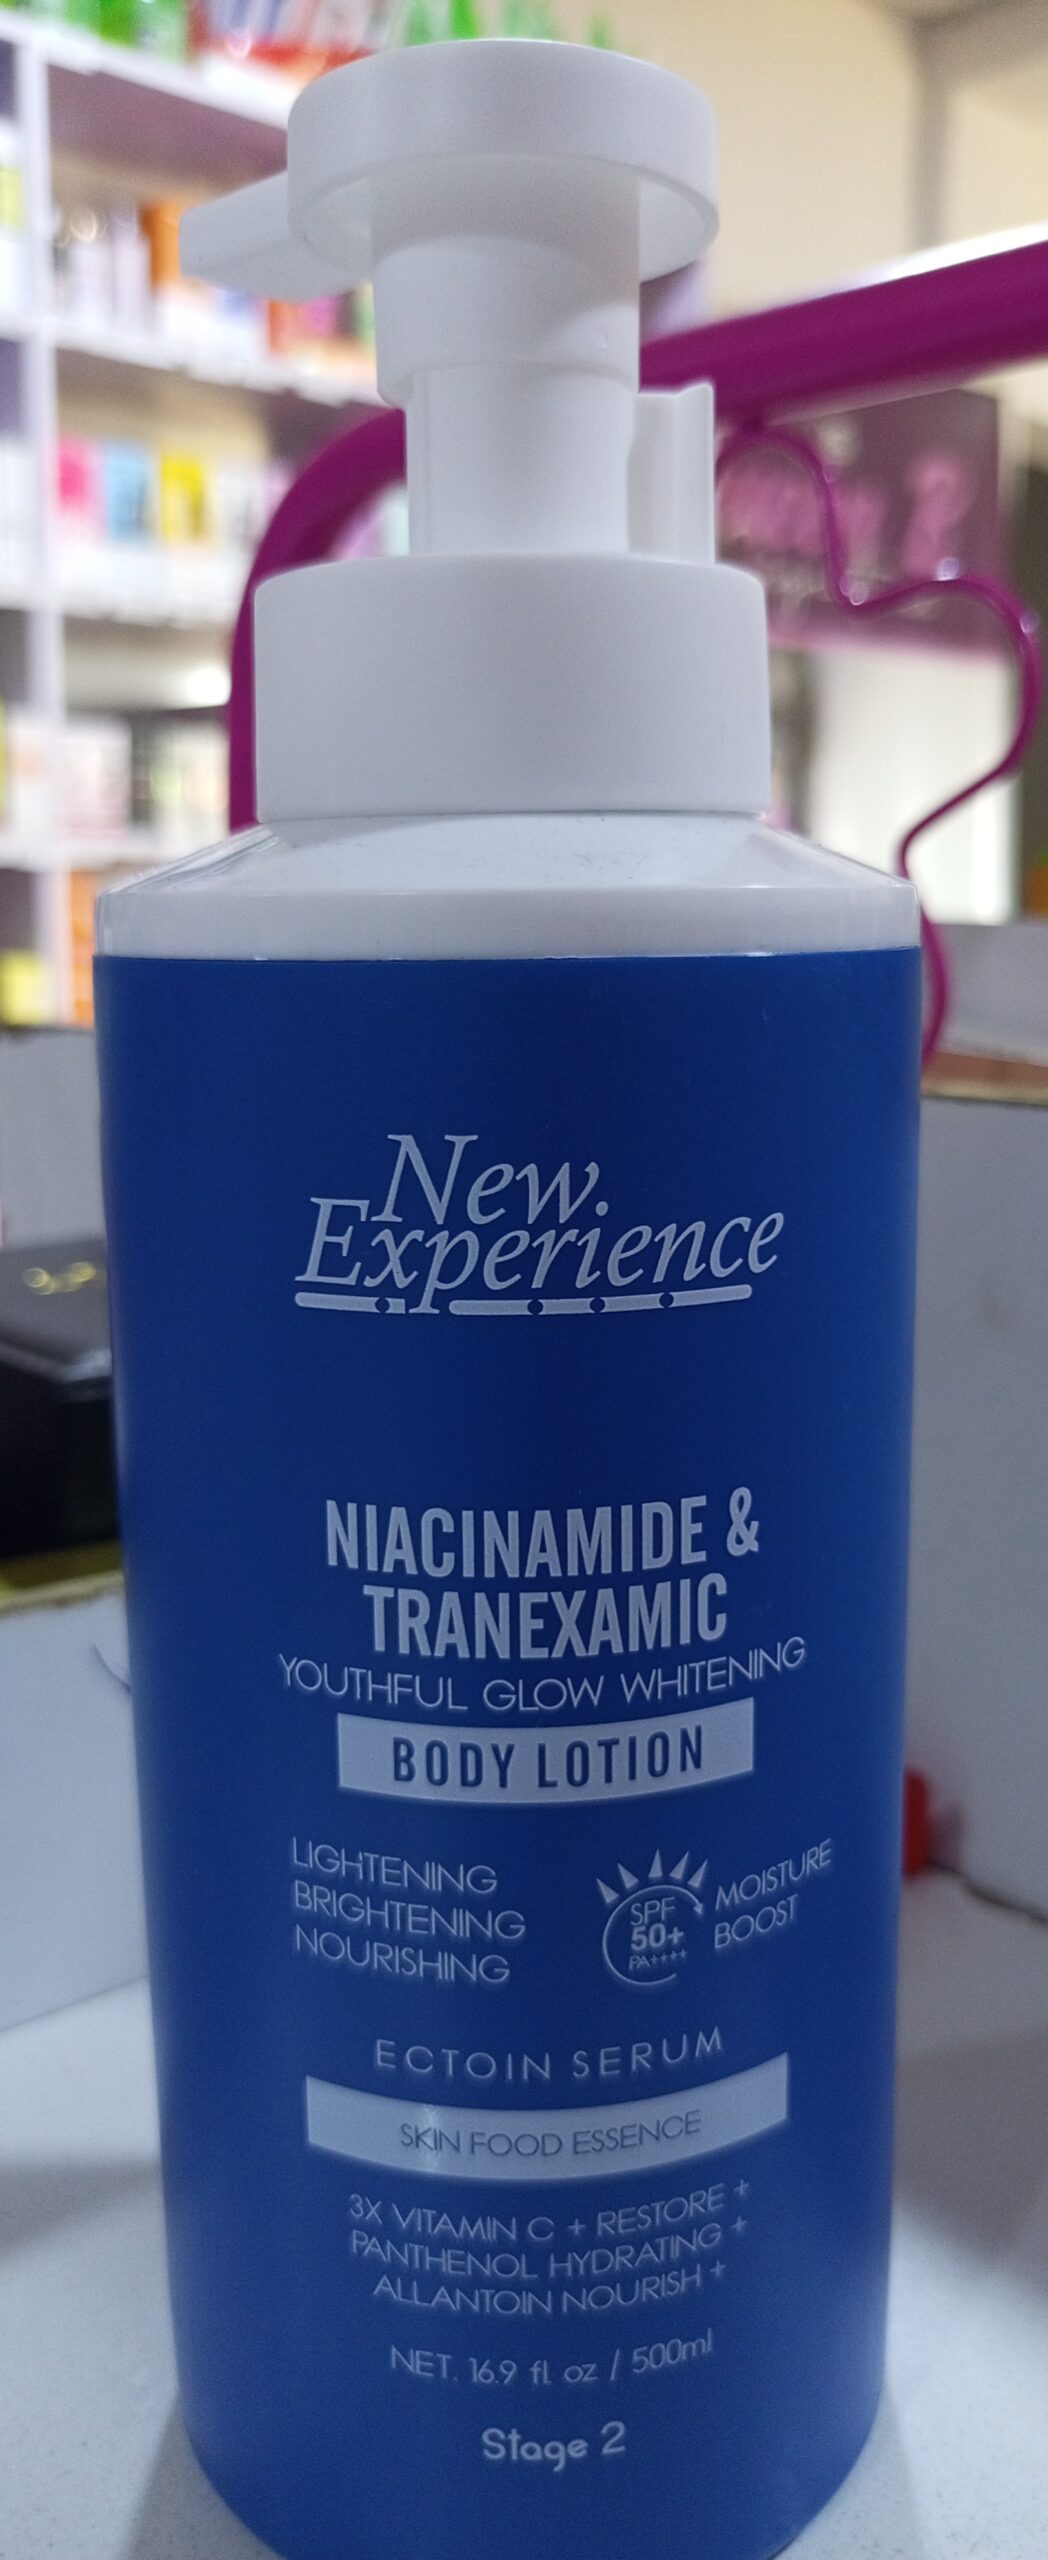 New.
Experience
NIACINAMIDE &
TRANEXAMIC
YOUTHFUL GLOW WHITENING
BODY LOTION
LIGHTENING
BRIGHTENING
NOURISHING
SPF
50+
PA++++
MOISTURE
BOOST
ECTOIN SERUM
SKIN FOOD ESSENCE
3X VITAMIN C + RESTORE +
PANTHENOL HYDRATING +
ALLANTOIN NOURISH +
NET. 16.9 fl. oz / 500ml
Stage 2